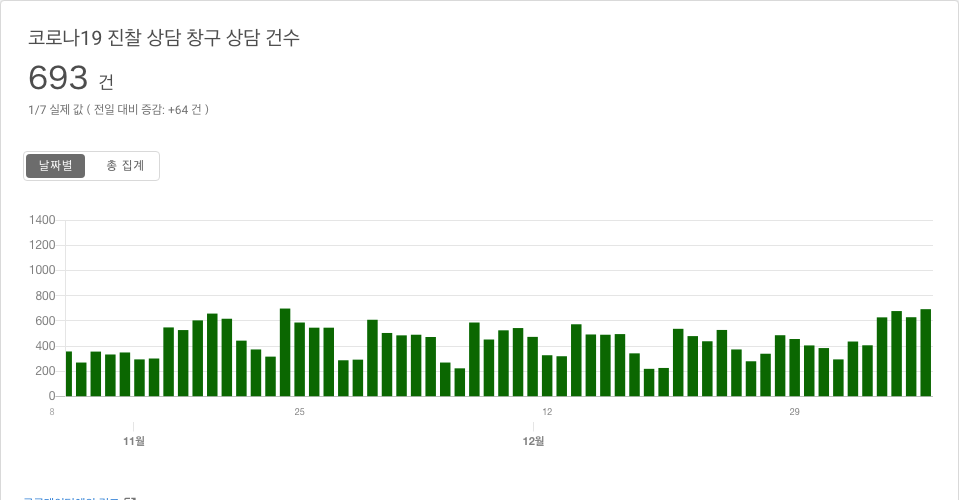 코로나19 진찰 상담 창구 상담 건수
693 건
1/7 실제 값 ( 전일 대비 증감: +64 건 )
날짜별 총 집계
1400
1200
1000
800
600
400
200
0
8 25 12 29
11월 12월